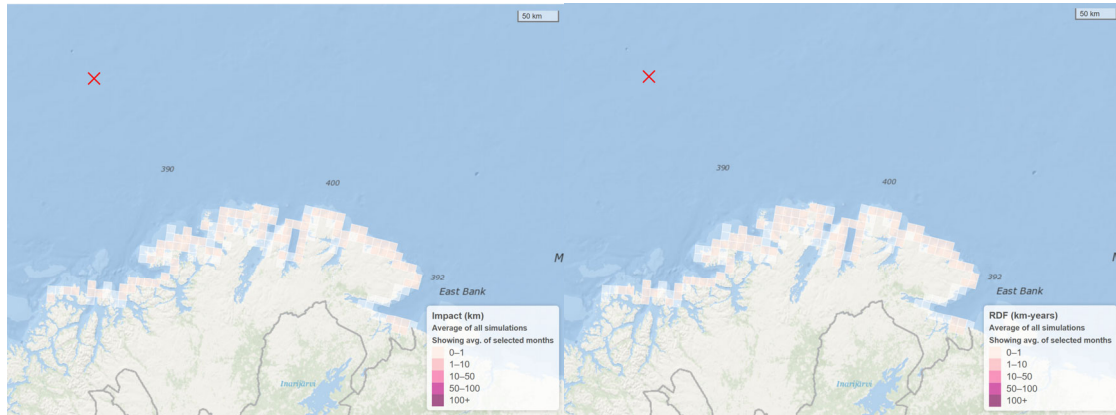 50 km
390
400
M
392
East Bank
Impact (km)
Average of all simulations
Showing avg. of selected months
0–1
1–10
10–50
50–100
100+
Inarijärvi
50 km
390
400
392
East Bank
RDF (km-years)
Average of all simulations
Showing avg. of selected months
0–1
1–10
10–50
50–100
100+
Inarijärvi